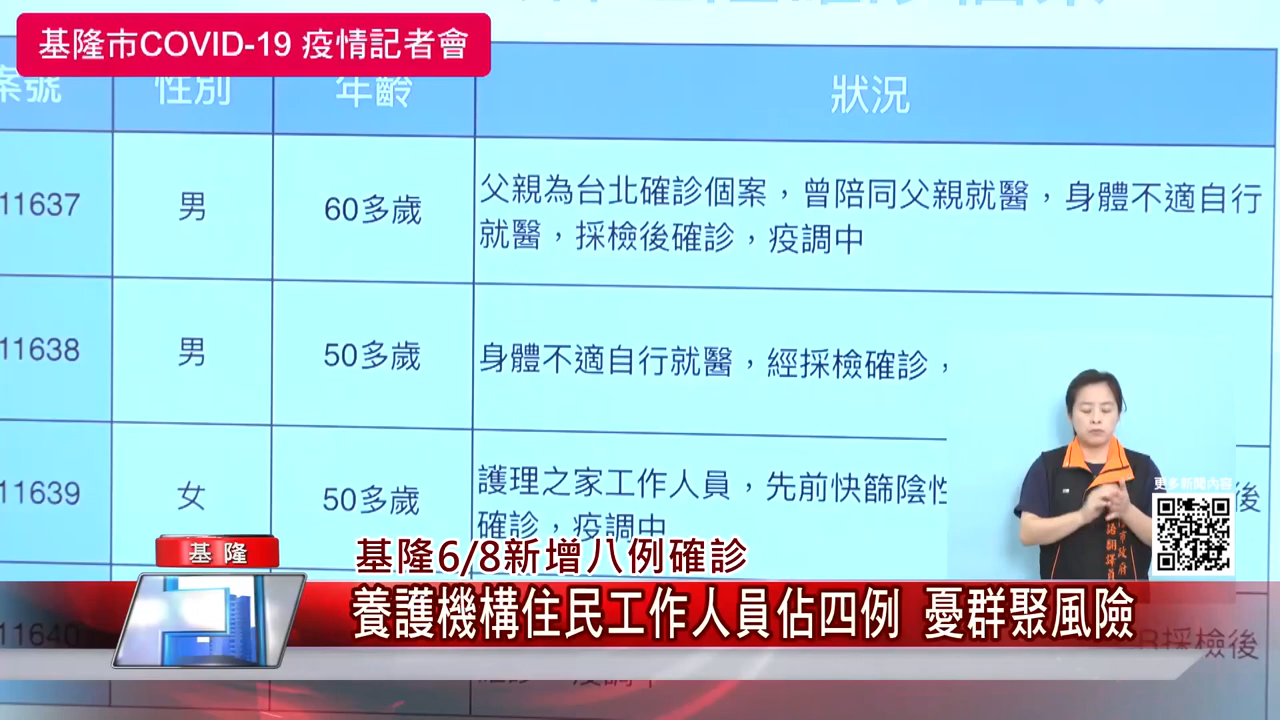 基隆市COVID-19 疫情記者會
案號 性別 年齡 狀況
11637 男 60多歲 父親為台北確診個案，曾陪同父親就醫，身體不適自行
就醫，採檢後確診，疫調中
11638 男 50多歲 身體不適自行就醫，經採檢確診，
11639 女 50多歲 護理之家工作人員，先前快篩陰性 後
確診，疫調中
更多新聞內容
市政府
語翻譯員
基隆
基隆6/8新增八例確診
養護機構住民工作人員佔四例 憂群聚風險
11640 採檢後